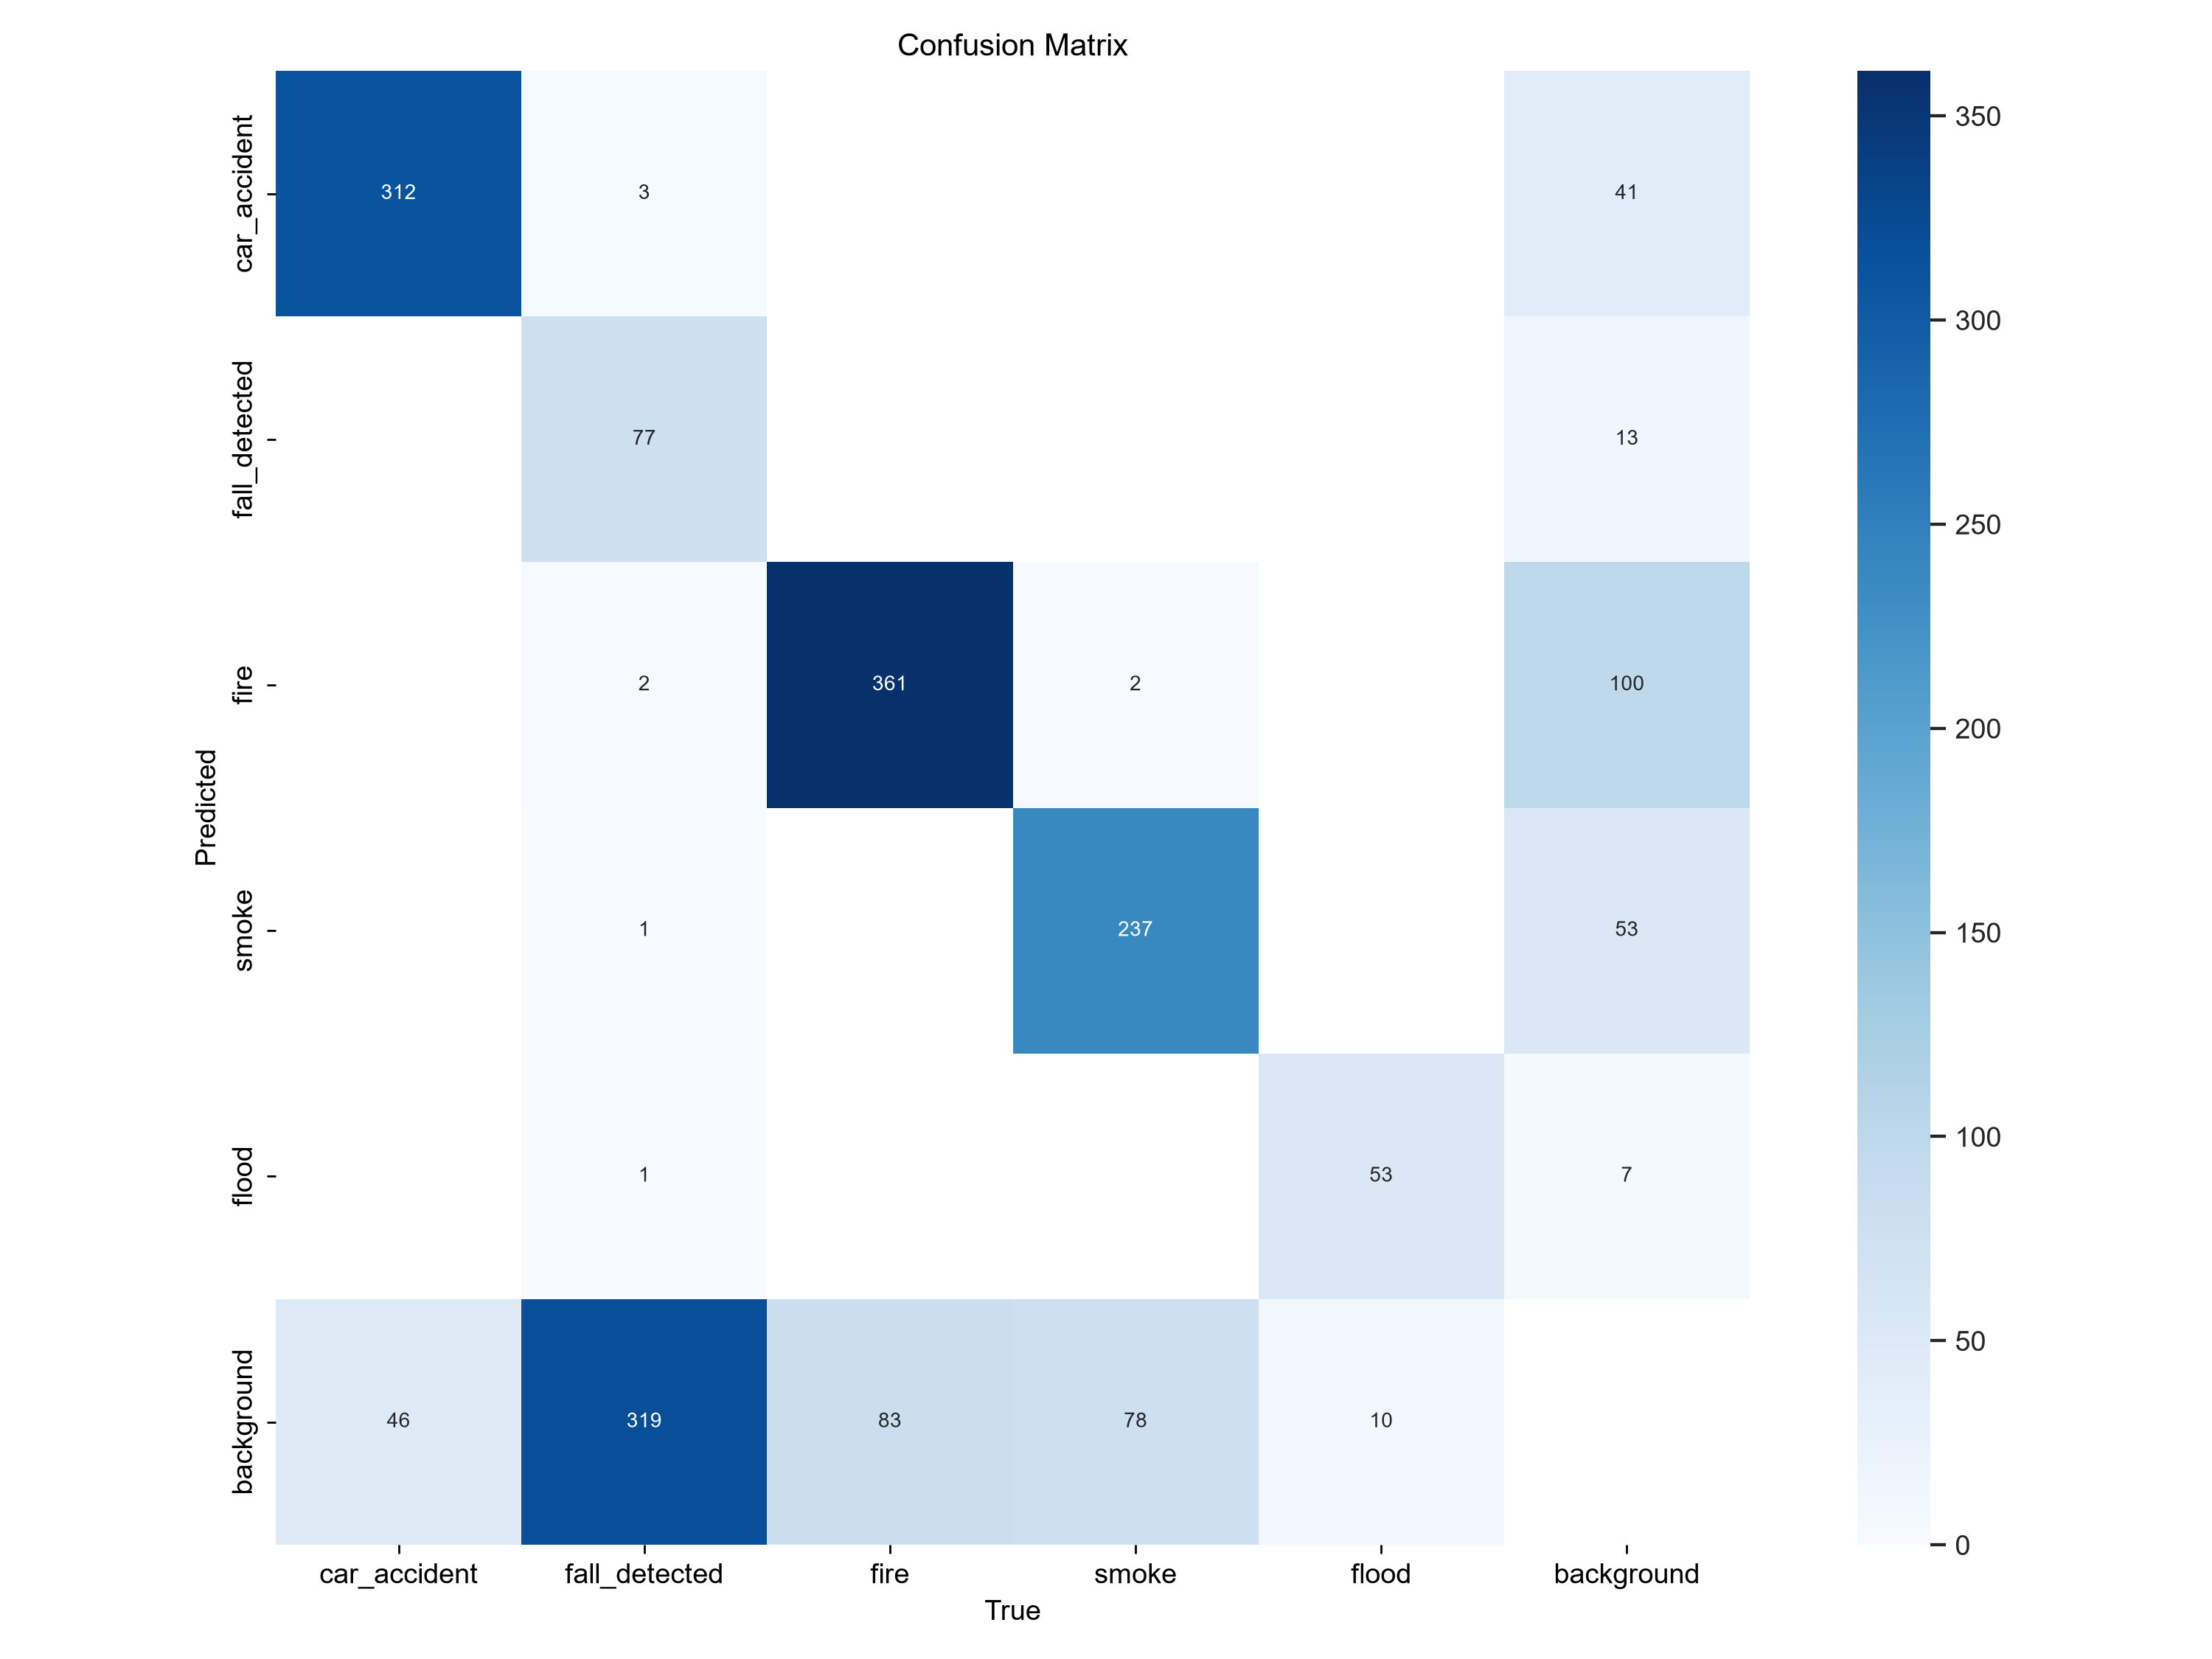 Confusion Matrix
car_accident
312
3
41
fall_detected
77
13
fire
2
361
2
100
smoke
1
237
53
flood
1
53
7
background
46
319
83
78
10
Predicted
car_accident
fall_detected
fire
smoke
flood
background
True
350
300
250
200
150
100
50
0